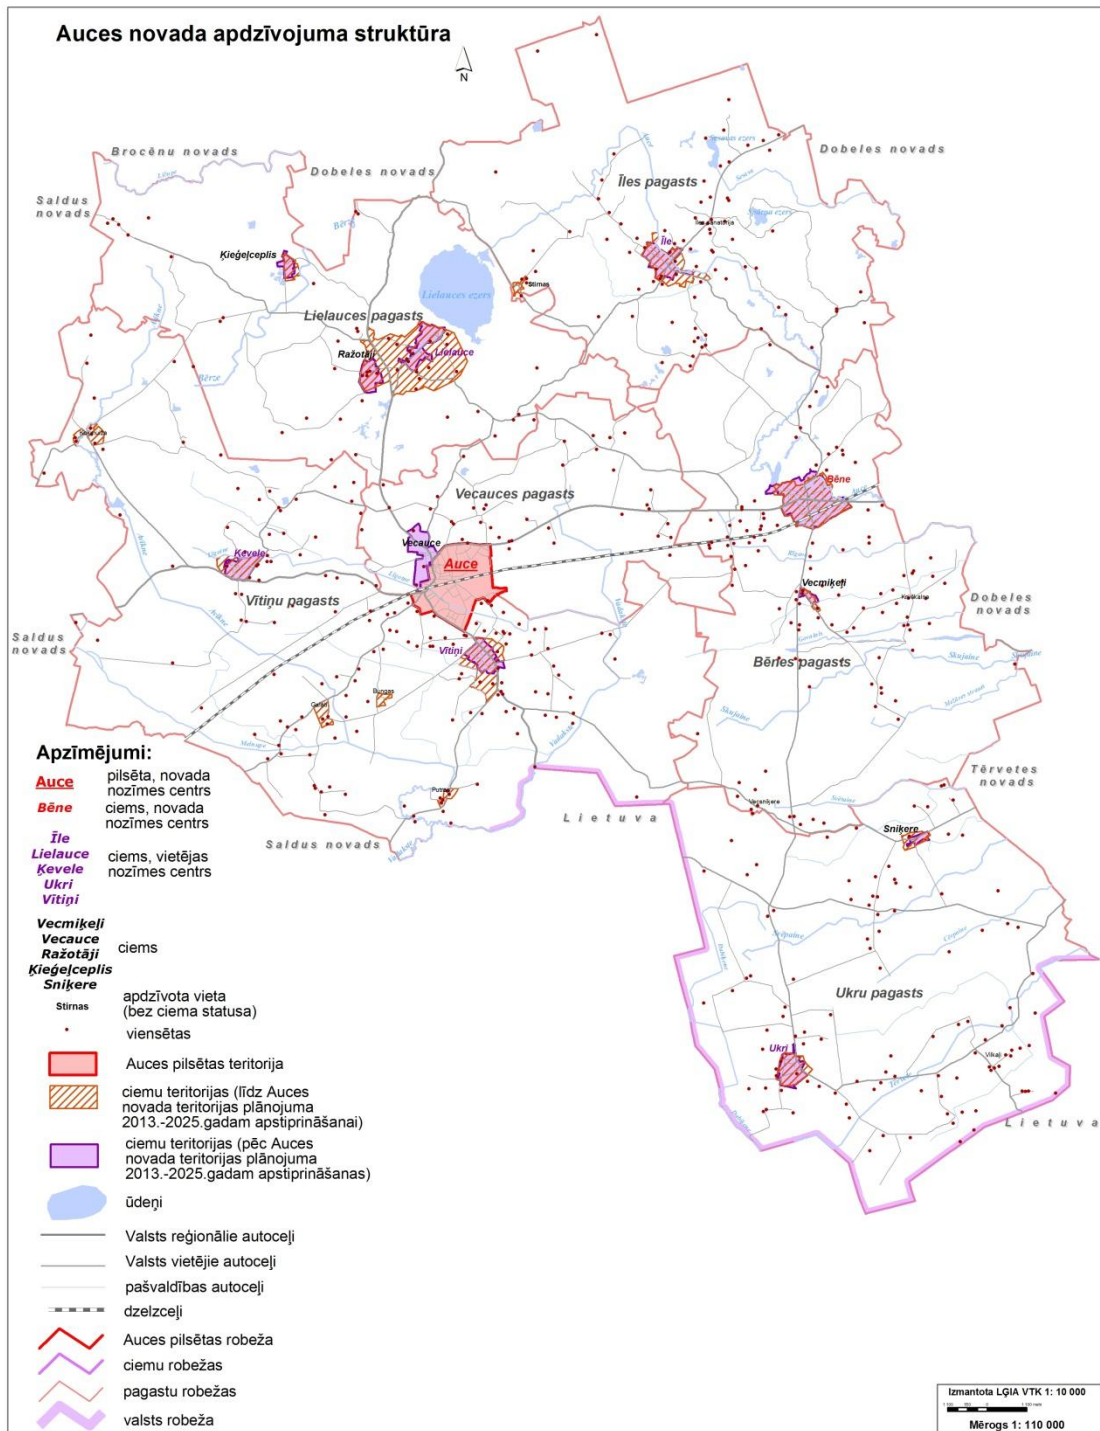 Auces novada apdzīvojuma struktūra
N
Brocēnu novads
Dobeles novads
Dobeles novads
Saldus
novads
Īles pagasts
Īle
Ķieģeļceplis
Bērze
Stirnas
Lielauces ezers
Lielauces pagasts
Ražotāji
Lielauce
Bērze
Vecauces pagasts
Bēne
Vecauce
Auce
Ķevele
Vītiņu pagasts
Vecmiķeļi
Dobeles
novads
Saldus
novads
Vītiņi
Bēnes pagasts
Skujaine
Skujaine
Tērvetes
novads
Lietuva
Saldus novads
Sniķere
Ukru pagasts
Ukri
Lietuva
Apzīmējumi:
Auce
pilsēta, novada
nozīmes centrs
Bēne
ciems, novada
nozīmes centrs
Īle
Lielauce
Ķevele
Ukri
Vītiņi
ciems, vietējas
nozīmes centrs
Vecmiķeļi
Vecauce
Ražotāji
Ķieģeļceplis
Sniķere
ciems
Stirnas
apdzīvota vieta
(bez ciema statusa)
viensētas
Auces pilsētas teritorija
ciemu teritorijas (līdz Auces
novada teritorijas plānojuma
2013.-2025.gadam apstiprināšanai)
ciemu teritorijas (pēc Auces
novada teritorijas plānojuma
2013.-2025.gadam apstiprināšanas)
ūdeņi
Valsts reģionālie autoceļi
Valsts vietējie autoceļi
pašvaldības autoceļi
dzelzceļi
Auces pilsētas robeža
ciemu robežas
pagastu robežas
valsts robeža
Izmantota LĢIA VTK 1: 10 000
Mērogs 1: 110 000